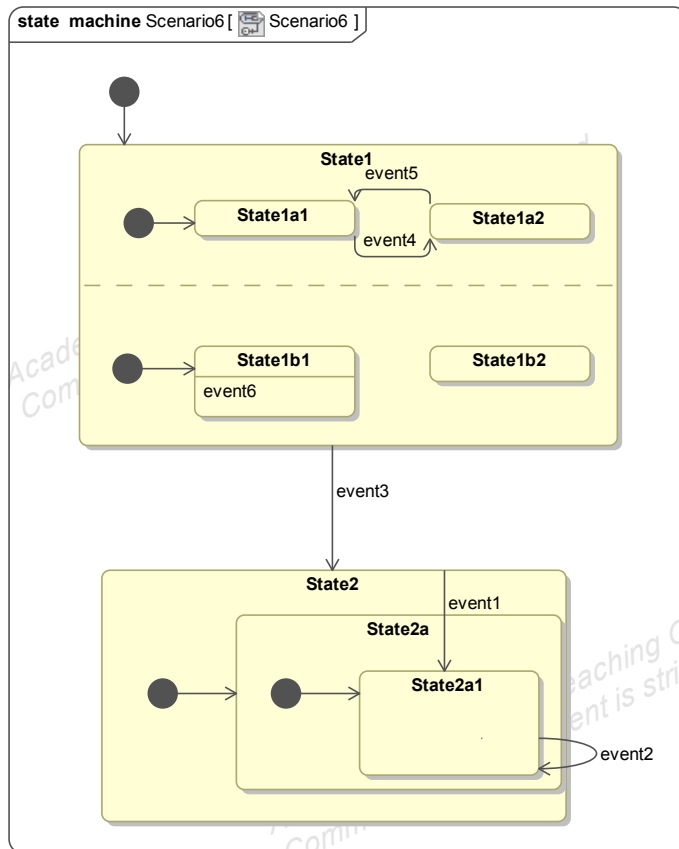 state machine Scenario6 [ Scenario6 ]
State1
event5
State1a1
State1a2
event4
State1b1
State1b2
event6
event3
State2
event1
State2a
State2a1
event2